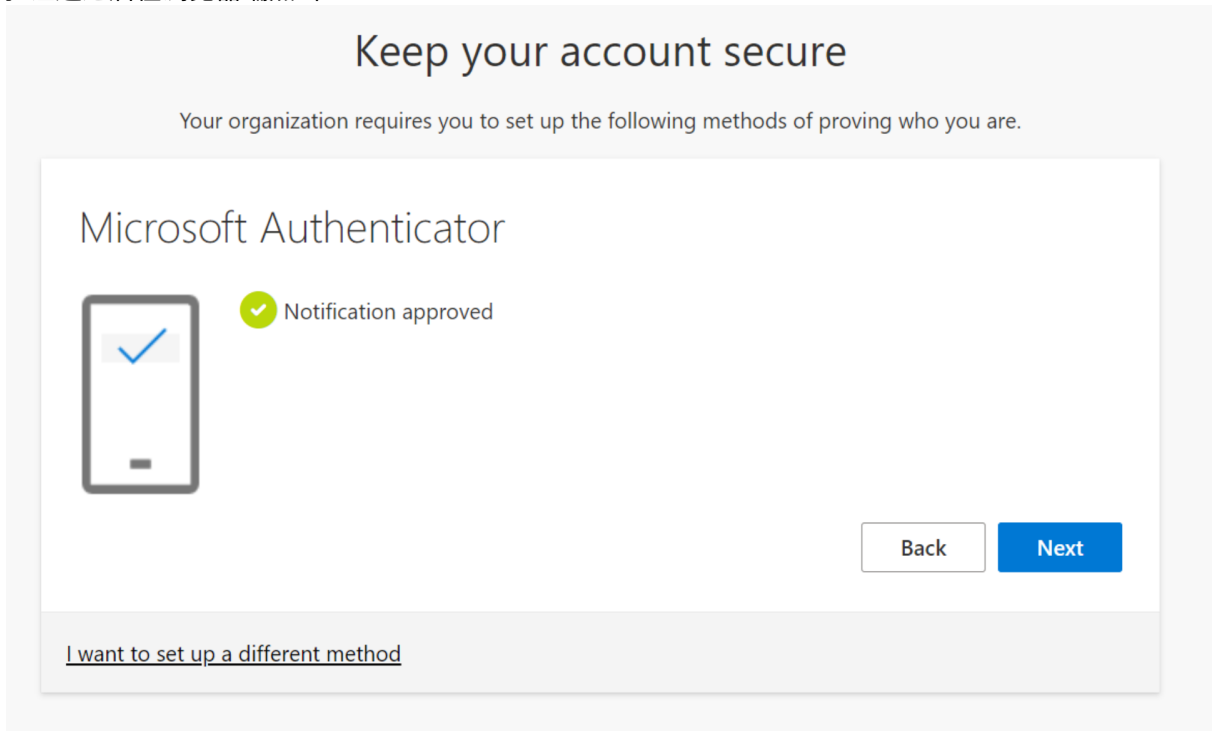 Keep your account secure
Your organization requires you to set up the following methods of proving who you are.
Microsoft Authenticator
Notification approved
Back
Next
I want to set up a different method